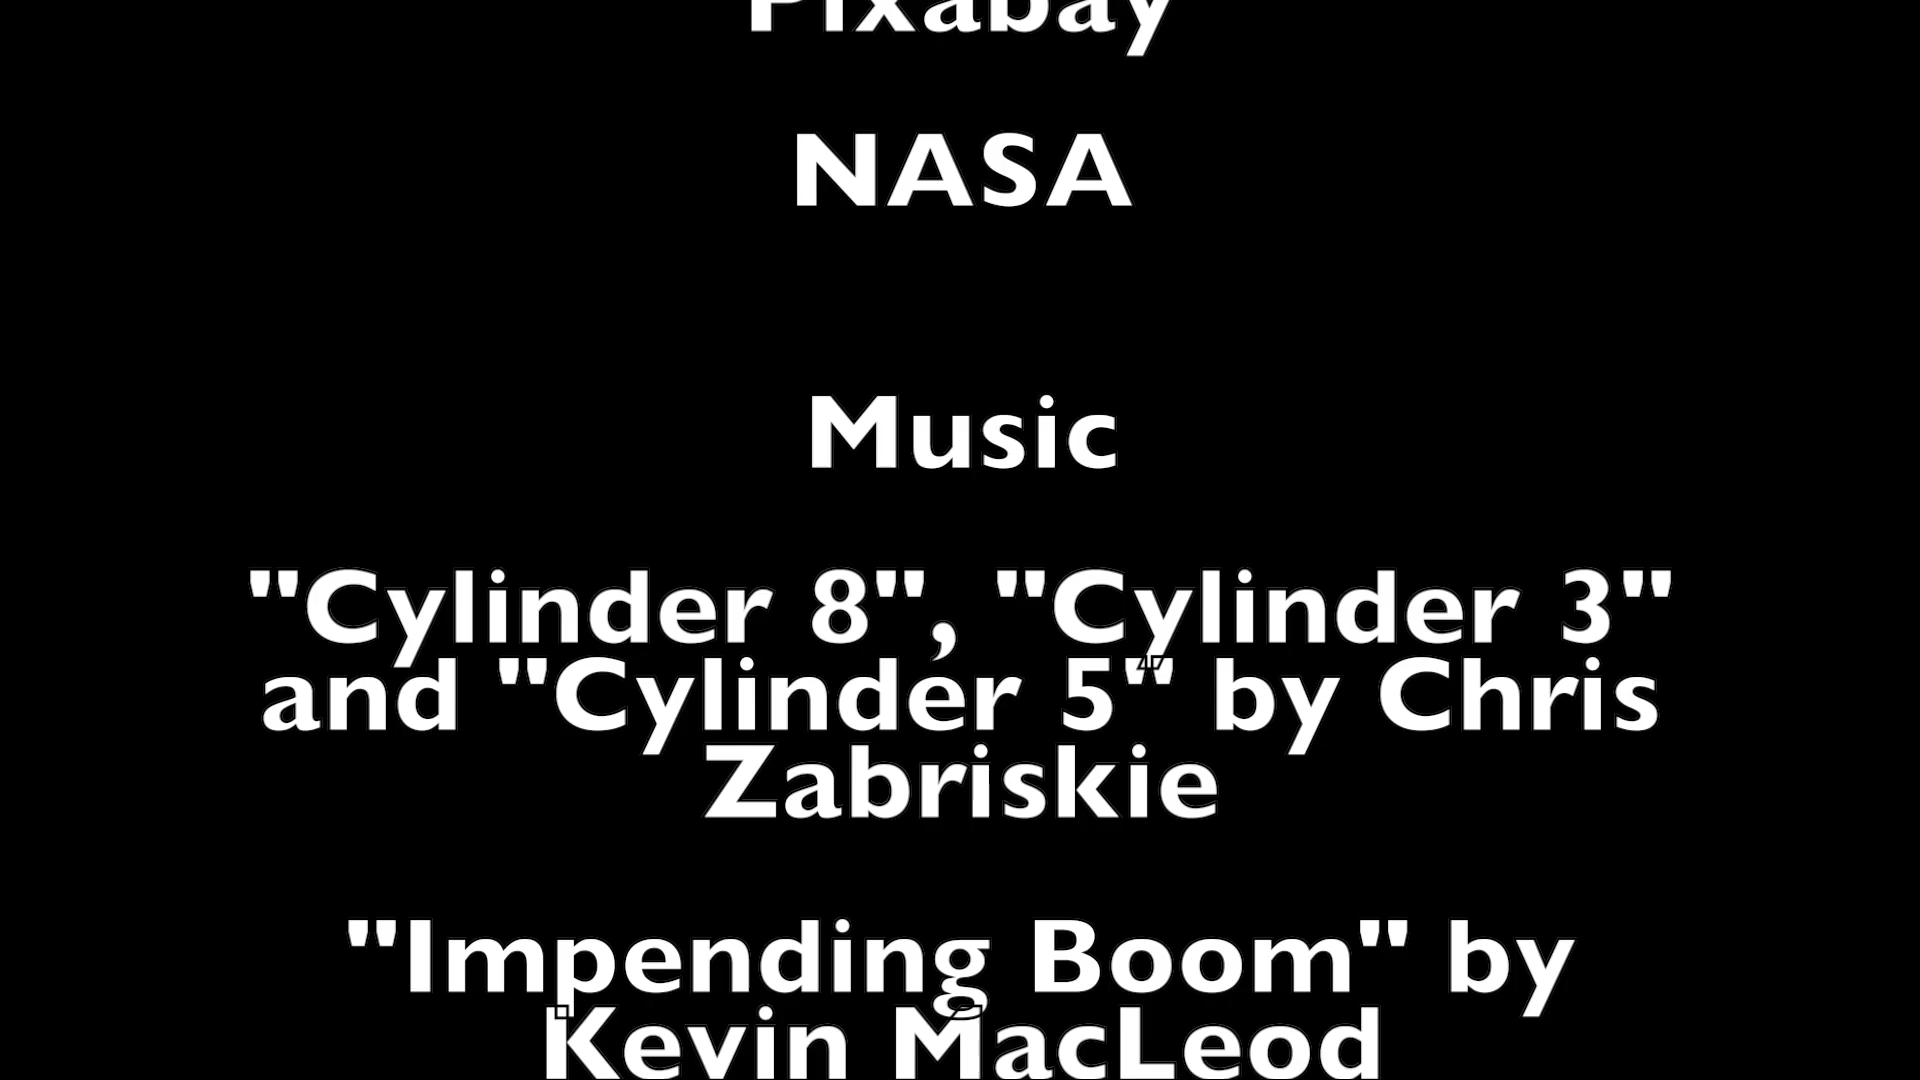 Pixabay
NASA
Music
"Cylinder 8", "Cylinder 3"
and "Cylinder 5" by Chris
Zabriskie
"Impending Boom" by
Kevin MacLeod